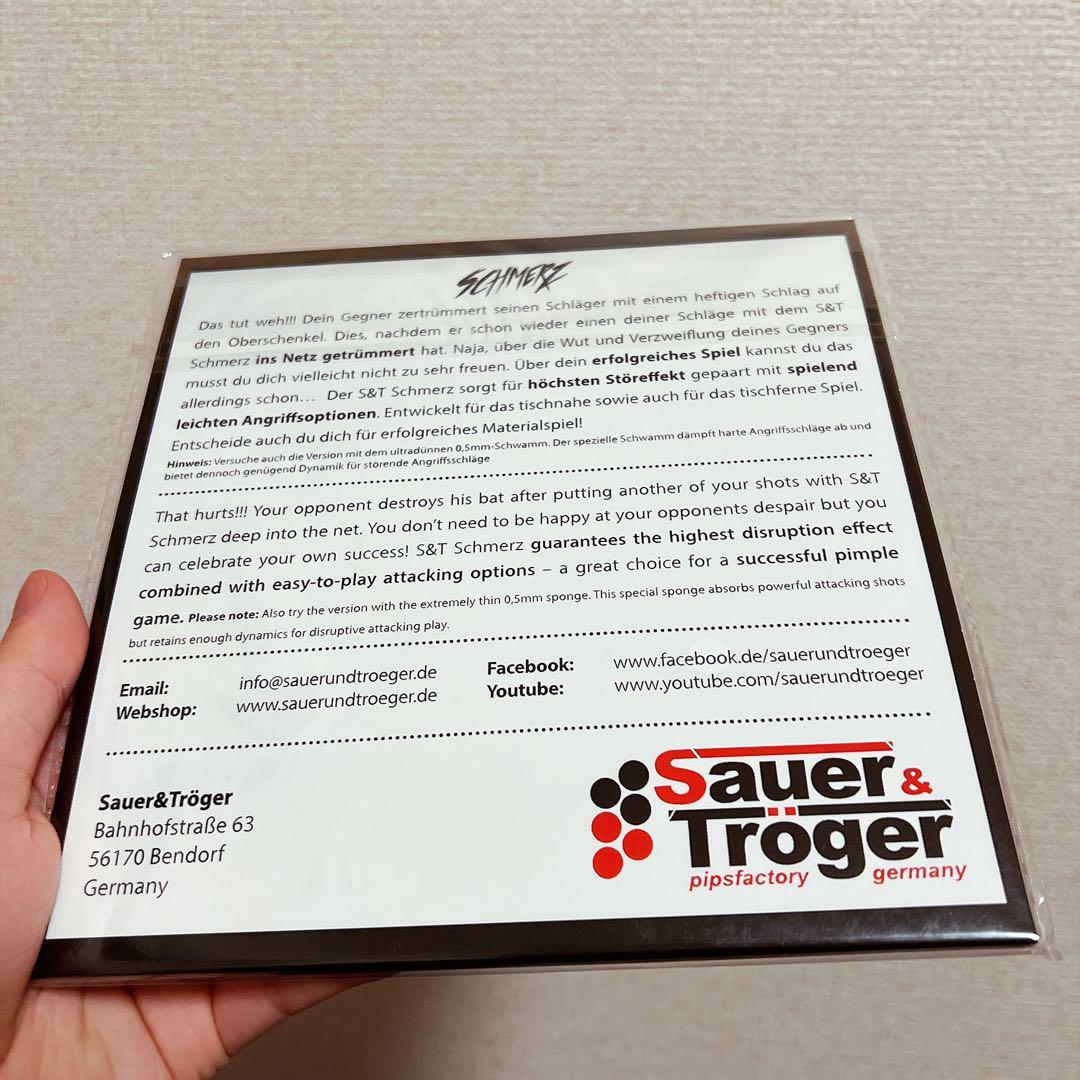 SCHMERZ
Das tut weh!!! Dein Gegner zertrümmert seinen Schläger mit einem heftigen Schlag auf
den Oberschenkel. Dies, nachdem er schon wieder einen deiner Schläge mit dem S&T
Schmerz ins Netz getrümmert hat. Naja, über die Wut und Verzweiflung deines Gegners
musst du dich vielleicht nicht zu sehr freuen. Über dein erfolgreiches Spiel kannst du das
allerdings schon... Der S&T Schmerz sorgt für höchsten Störeffekt gepaart mit spielend
leichten Angriffsoptionen. Entwickelt für das tischnahe sowie auch für das tischferne Spiel.
Entscheide auch du dich für erfolgreiches Materialspiel!
Hinweis: Versuche auch die Version mit dem ultradünnen 0,5mm-Schwamm. Der spezielle Schwamm dämpft harte Angriffsschläge ab und
bietet dennoch genügend Dynamik für störende Angriffsschläge
That hurts!!! Your opponent destroys his bat after putting another of your shots with S&T
Schmerz deep into the net. You don't need to be happy at your opponents despair but you
can celebrate your own success! S&T Schmerz guarantees the highest disruption effect
combined with easy-to-play attacking options – a great choice for a successful pimple
game. Please note: Also try the version with the extremely thin 0,5mm sponge. This special sponge absorbs powerful attacking shots
but retains enough dynamics for disruptive attacking play.
Email: info@sauerundtroeger.de Facebook: www.facebook.de/sauerundtroeger
Webshop: www.sauerundtroeger.de Youtube: www.youtube.com/sauerundtroeger
Sauer&Tröger
Bahnhofstraße 63
56170 Bendorf
Germany
Sauer &
Tröger
pipsfactory germany